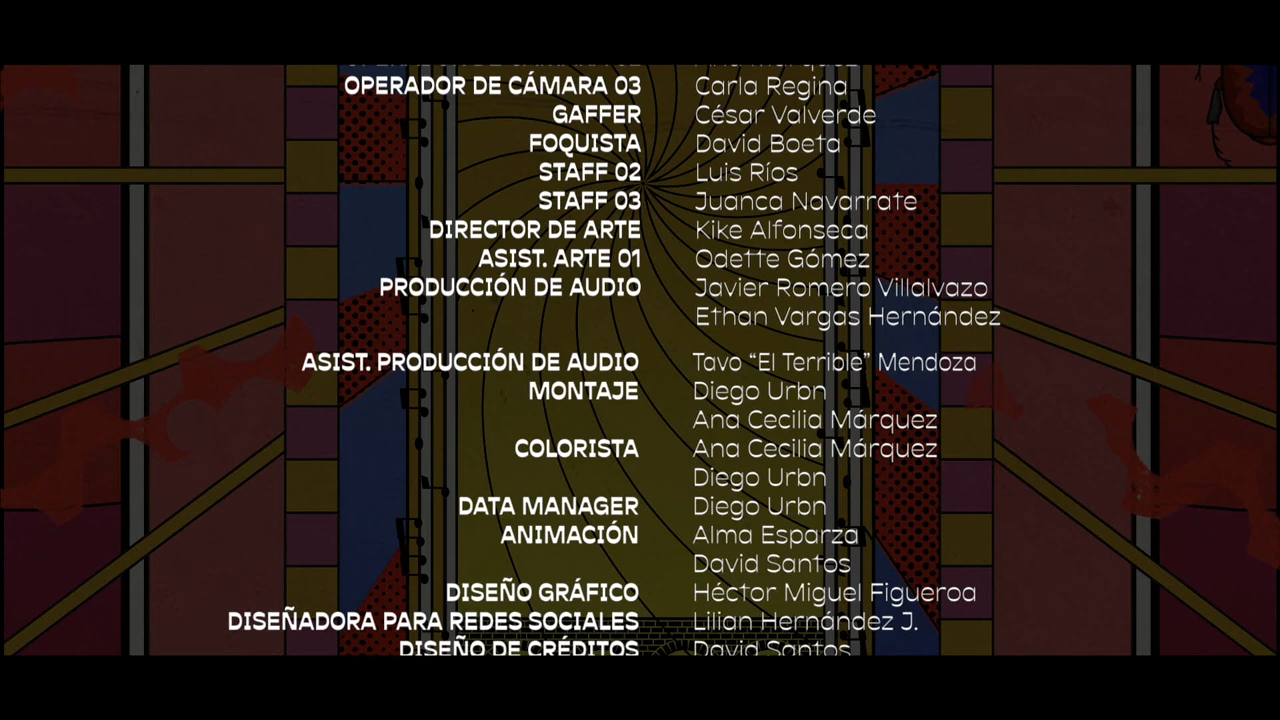 OPERADOR DE CÁMARA 03 Carla Regina
GAFFER César Valverde
FOQUISTA David Boeta
STAFF 02 Luis Ríos
STAFF 03 Juanca Navarrate
DIRECTOR DE ARTE Kike Alfonseca
ASIST. ARTE 01 Odette Gómez
PRODUCCIÓN DE AUDIO Javier Romero Villalvazo
Ethan Vargas Hernández
ASIST. PRODUCCIÓN DE AUDIO Tavo “El Terrible” Mendoza
MONTAJE Diego Urbn
Ana Cecilia Márquez
COLORISTA Ana Cecilia Márquez
Diego Urbn
DATA MANAGER Diego Urbn
ANIMACIÓN Alma Esparza
David Santos
DISEÑO GRÁFICO Héctor Miguel Figueroa
DISEÑADORA PARA REDES SOCIALES Lilian Hernández J.
DISEÑO DE CRÉDITOS David Santos